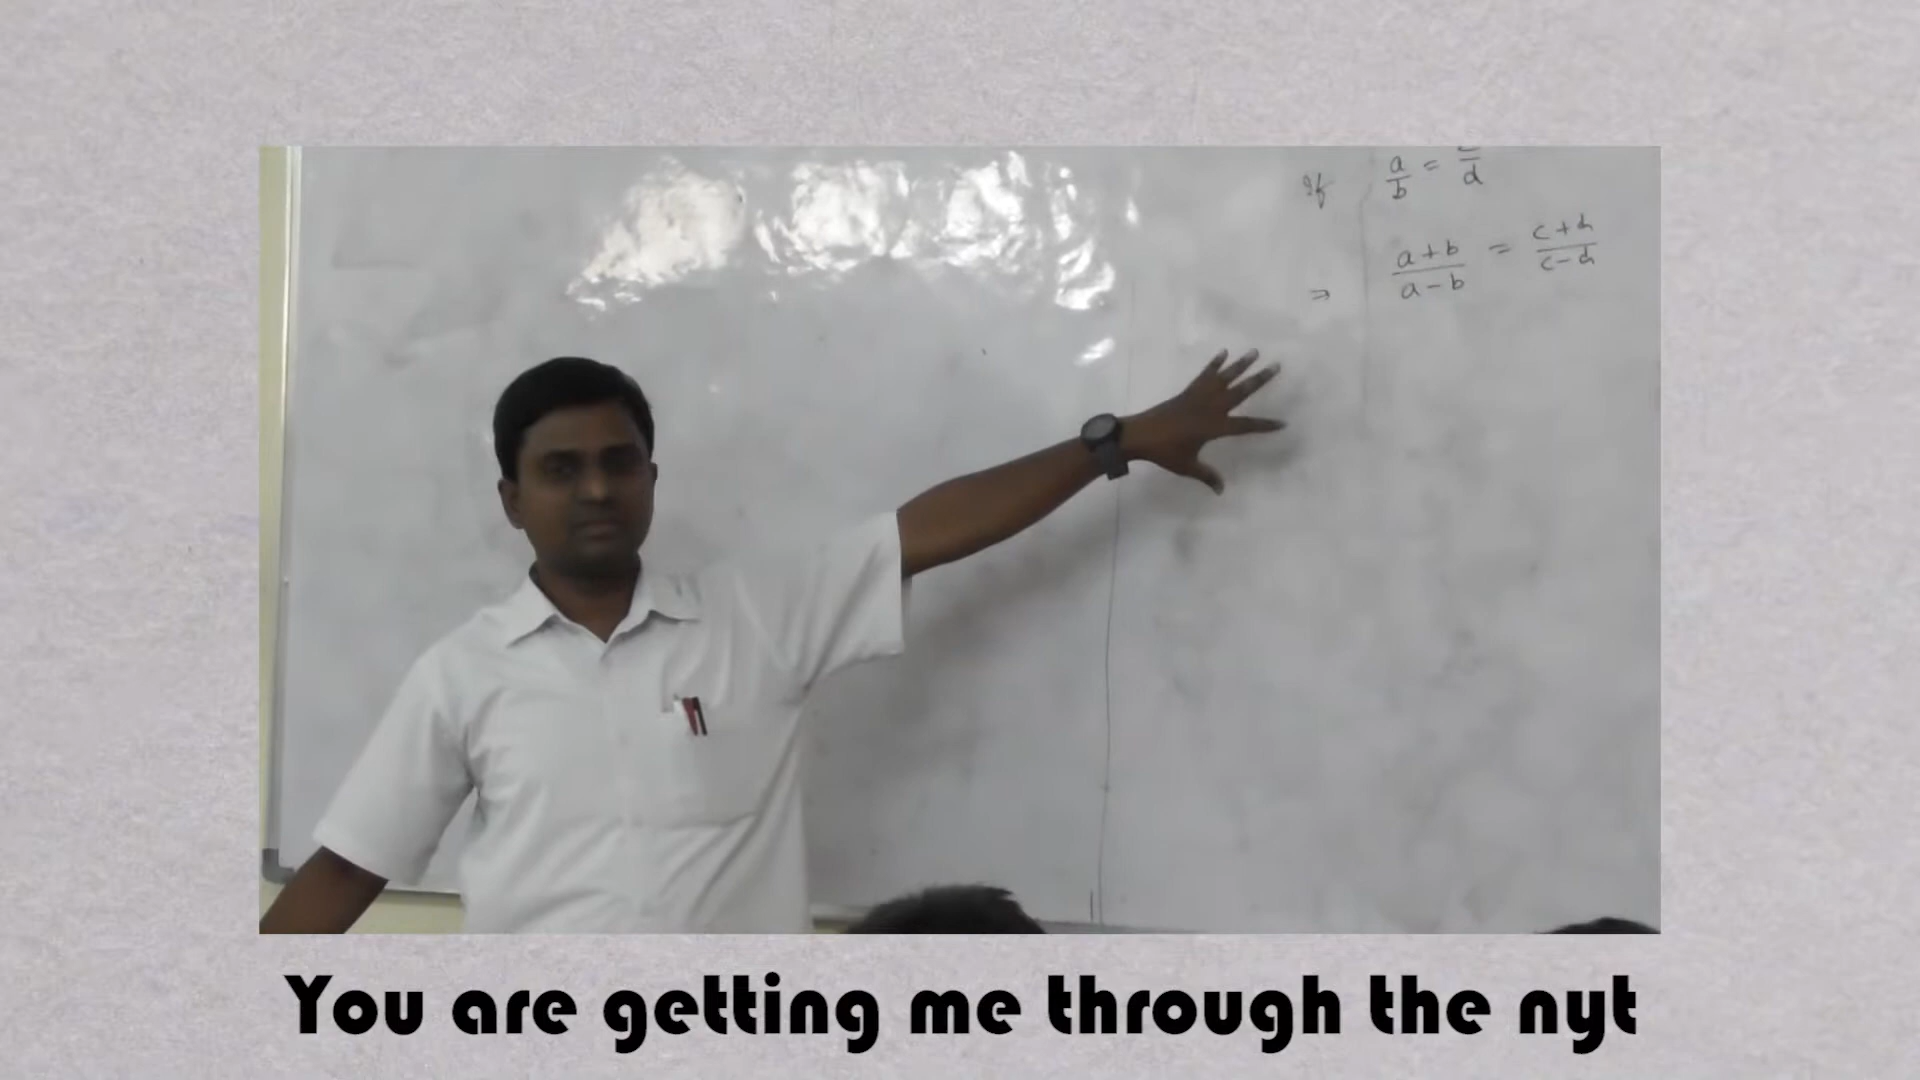 If a/b = c/d
⇒ a+b/a-b = c+d/c-d
You are getting me through the nyt